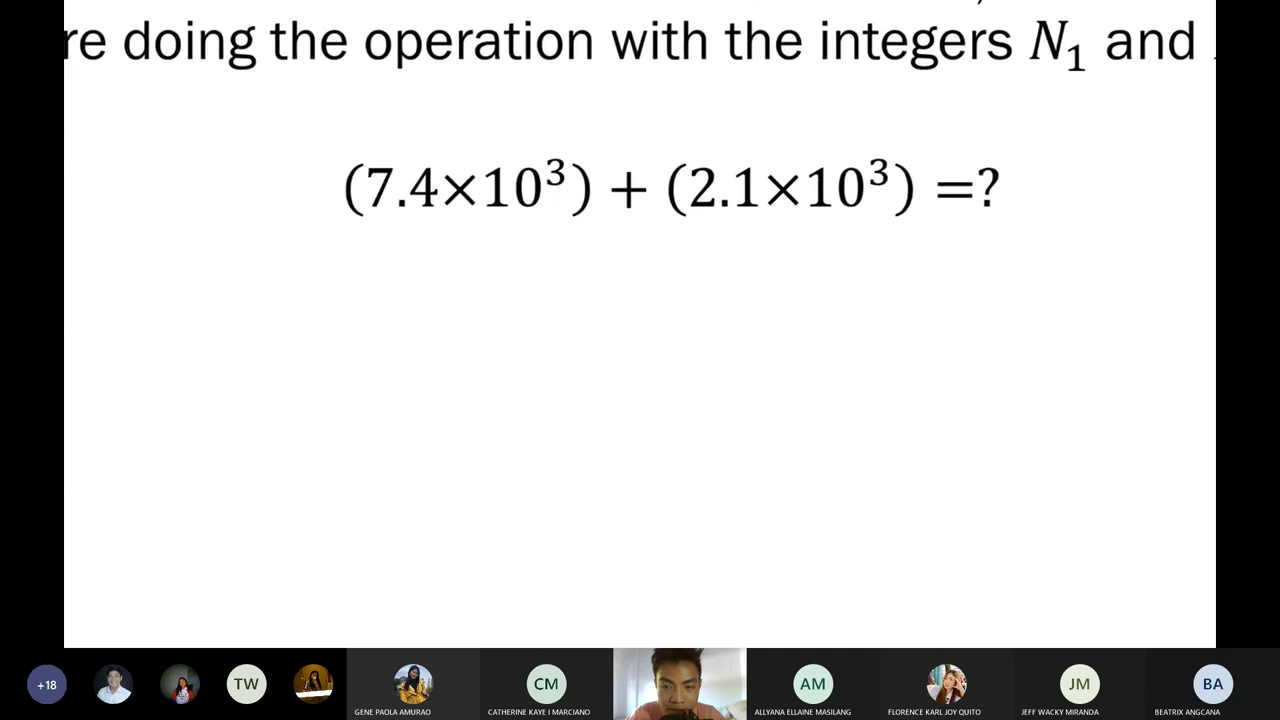 re doing the operation with the integers N₁ and
(7.4×10³) + (2.1×10³) =?
+18
TW
GENE PAOLA AMURAO
CM
CATHERINE KAYE I MARCIANO
AM
ALLYANA ELLAINE MASILANG
FLORENCE KARL JOY QUITO
JM
JEFF WACKY MIRANDA
BA
BEATRIX ANGCANA